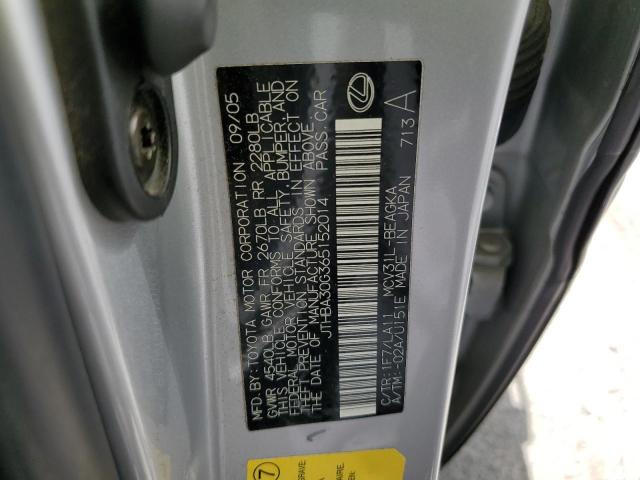 MFD.BY:TOYOTA MOTOR CORPORATION 09/05
GVWR 4540LB GAWR FR 2670LB RR 2280LB
THIS VEHICLE CONFORMS TO ALL APPLICABLE
FEDERAL MOTOR VEHICLE SAFETY,BUMPER,AND
THEFT PREVENTION STANDARDS IN EFFECT ON
THE DATE OF MANUFACTURE SHOWN ABOVE.
JTHBA30G365152014 PASS.CAR
C/TR:1F7/LA11 MCV31L-BEAGKA
A/TM:-02A/U151E MADE IN JAPAN 713 A
7